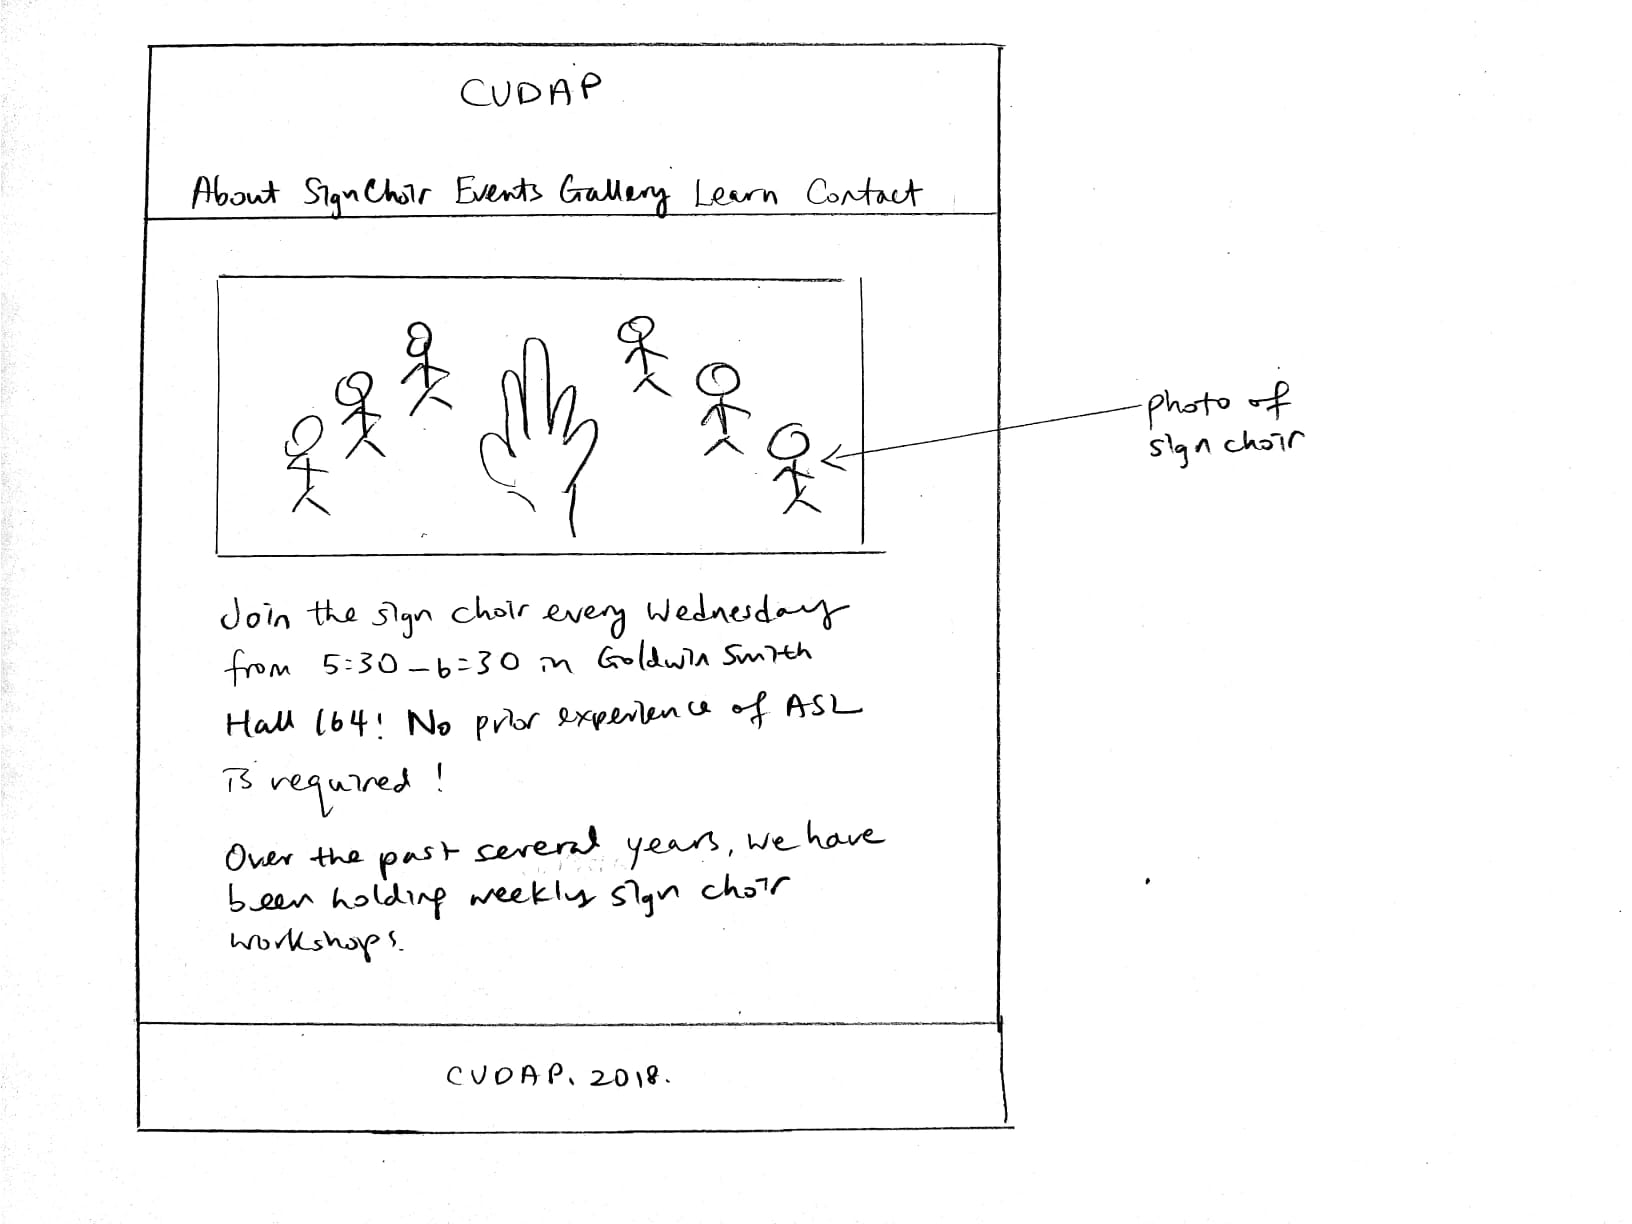 CUDAP
About Sign Choir Events Gallery Learn Contact
photo of
sign choir
Join the sign choir every Wednesday
from 5:30 – 6:30 in Goldwin Smith
Hall 164! No prior experience of ASL
is required!
Over the past several years, we have
been holding weekly sign choir
workshops.
CUDAP. 2018.